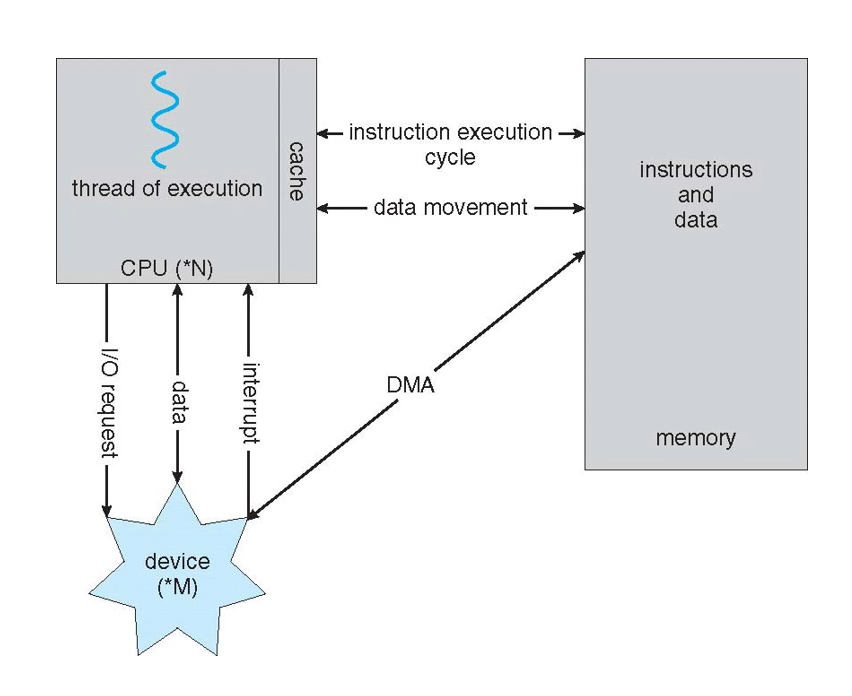 thread of execution
cache
CPU (*N)
instruction execution
cycle
data movement
instructions
and
data
memory
I/O request
data
interrupt
DMA
device
(*M)